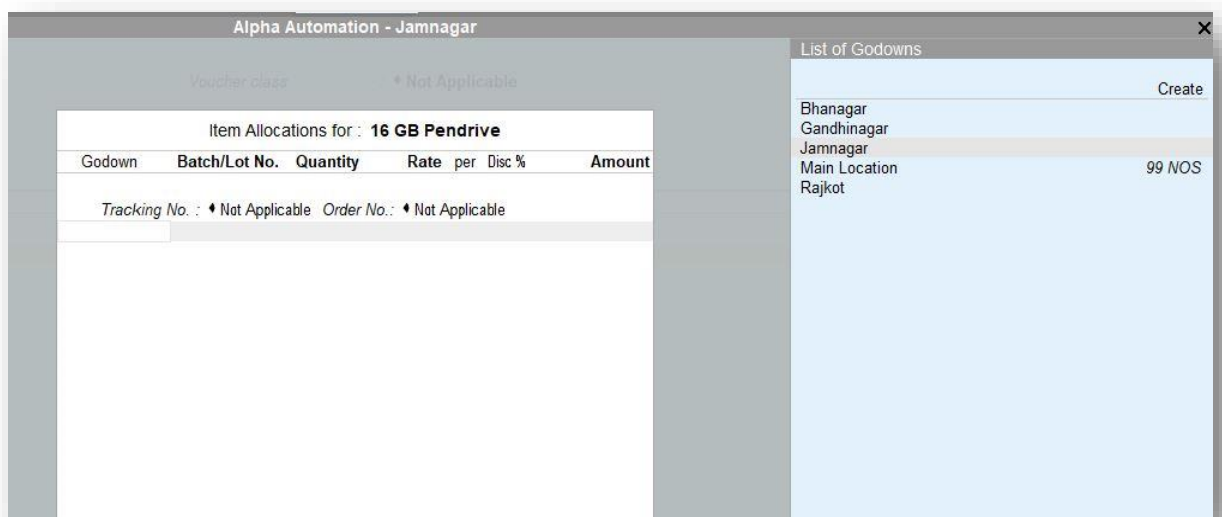 Alpha Automation - Jamnagar
Voucher class ♦ Not Applicable
Item Allocations for : 16 GB Pendrive
Godown Batch/Lot No. Quantity Rate per Disc % Amount
Tracking No. : ♦ Not Applicable Order No.: ♦ Not Applicable
List of Godowns
Create
Bhanagar
Gandhinagar
Jamnagar
Main Location 99 NOS
Rajkot